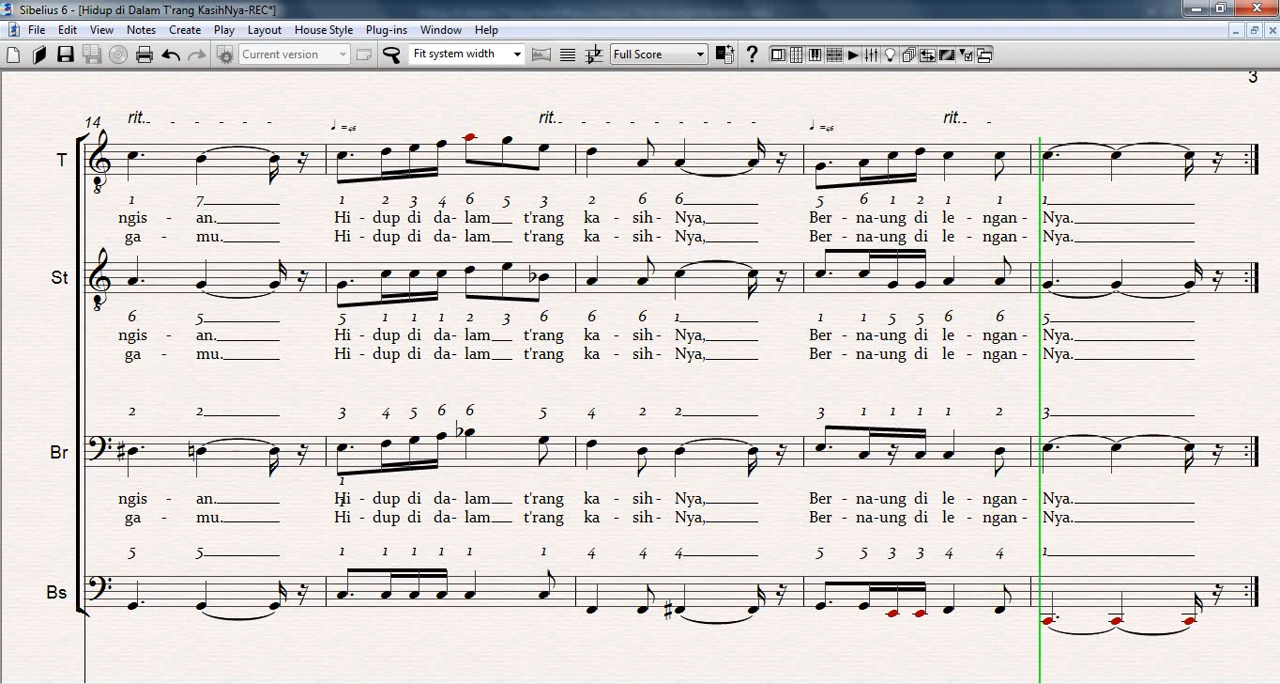 Sibelius 6 - [Hidup di Dalam T'rang KasihNya-REC*]
File Edit View Notes Create Play Layout House Style Plug-ins Window Help
Current version Fit system width Full Score
3
14 rit. ♩=46 rit. ♩=46 rit.
T
1 7 1 2 3 4 6 5 3 2 6 6 5 6 1 2 1 1 1
ngis - an. Hi - dup di da - lam t'rang ka - sih - Nya, Ber - na - ung di le - ngan - Nya.
ga - mu. Hi - dup di da - lam t'rang ka - sih - Nya, Ber - na - ung di le - ngan - Nya.
St
6 5 5 1 1 1 2 3 6 6 6 1 1 1 5 5 6 6 5
ngis - an. Hi - dup di da - lam t'rang ka - sih - Nya, Ber - na - ung di le - ngan - Nya.
ga - mu. Hi - dup di da - lam t'rang ka - sih - Nya, Ber - na - ung di le - ngan - Nya.
2 2 3 4 5 6 6 5 4 2 2 3 1 1 1 1 2 3
Br
1
ngis - an. Hi - dup di da - lam t'rang ka - sih - Nya, Ber - na - ung di le - ngan - Nya.
ga - mu. Hi - dup di da - lam t'rang ka - sih - Nya, Ber - na - ung di le - ngan - Nya.
5 5 1 1 1 1 1 1 4 4 4 5 5 3 3 4 4 1
Bs